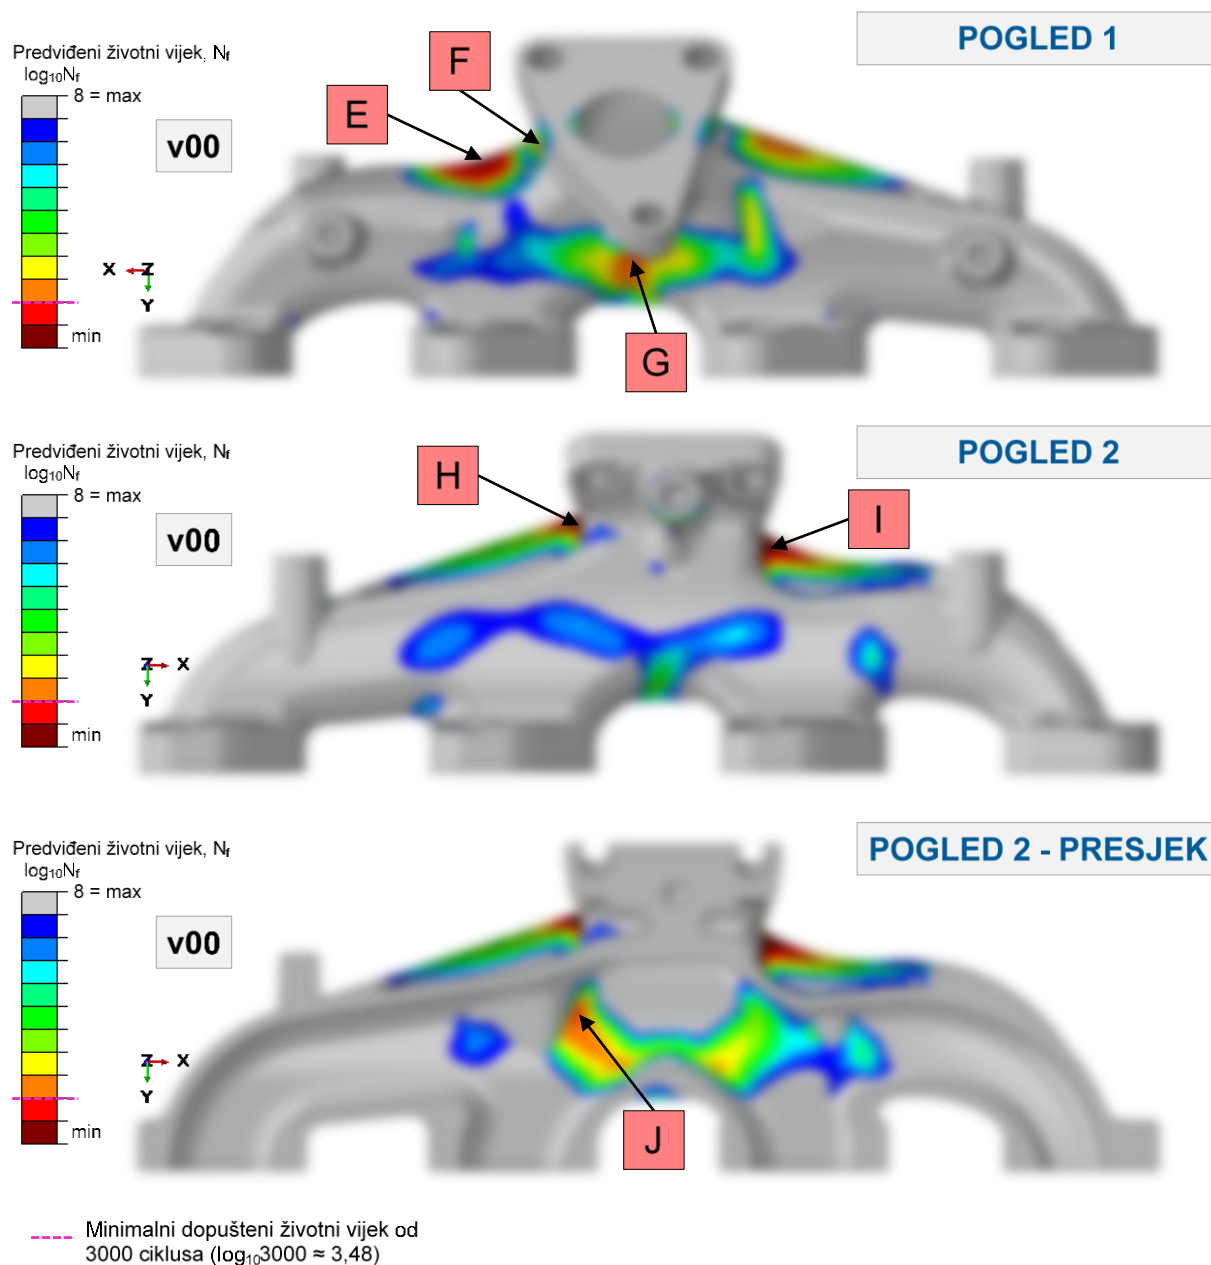 POGLED 1
Predviđeni životni vijek, Nf
log₁₀Nf
8 = max
v00
F
E
X
Z
Y
min
G
POGLED 2
Predviđeni životni vijek, Nf
log₁₀Nf
8 = max
v00
H
I
Z
X
Y
min
POGLED 2 - PRESJEK
Predviđeni životni vijek, Nf
log₁₀Nf
8 = max
v00
Z
X
Y
min
J
Minimalni dopušteni životni vijek od
3000 ciklusa (log₁₀3000 ≈ 3,48)